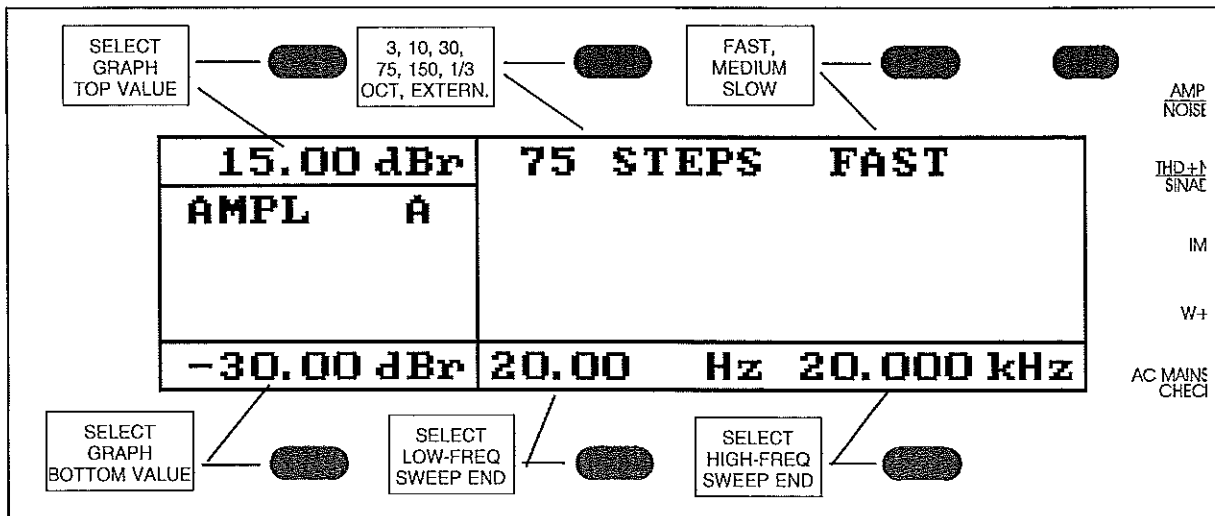 SELECT
GRAPH
TOP VALUE
3, 10, 30,
75, 150, 1/3
OCT, EXTERN.
FAST,
MEDIUM
SLOW
AMP
NOISE
15.00 dBr
75 STEPS FAST
THD+N
SINAD
AMPL A
IM
W+
-30.00 dBr
20.00 Hz
20.000 kHz
AC MAINS
CHECK
SELECT
GRAPH
BOTTOM VALUE
SELECT
LOW-FREQ
SWEEP END
SELECT
HIGH-FREQ
SWEEP END